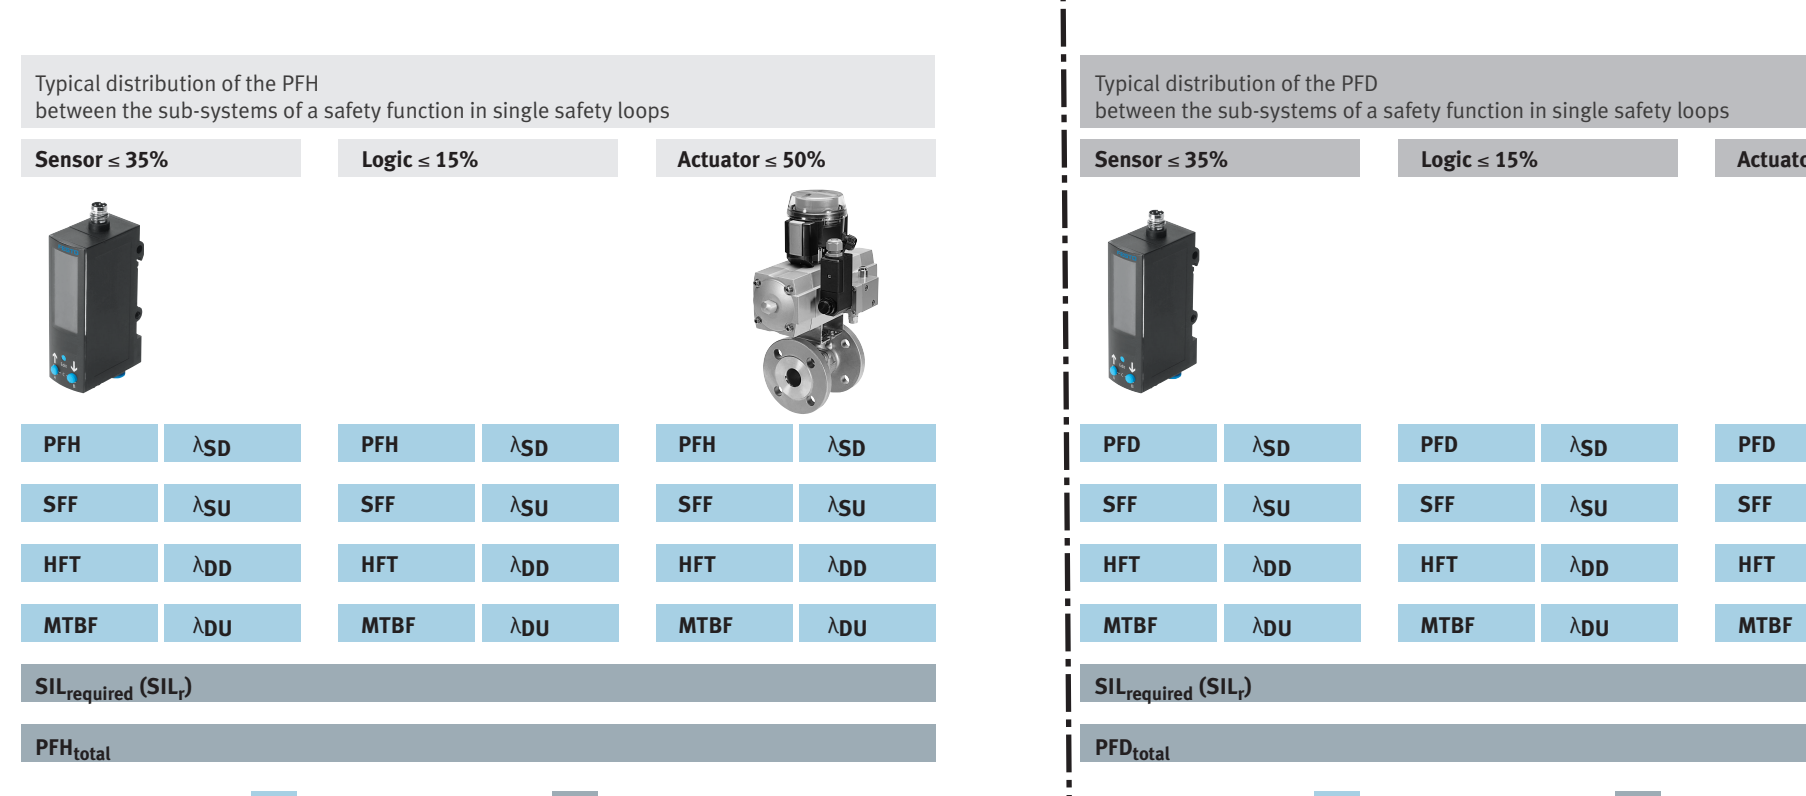 Typical distribution of the PFH
between the sub-systems of a safety function in single safety loops
Sensor ≤ 35% Logic ≤ 15% Actuator ≤ 50%
PFH λSD PFH λSD PFH λSD
SFF λSU SFF λSU SFF λSU
HFT λDD HFT λDD HFT λDD
MTBF λDU MTBF λDU MTBF λDU
SILrequired (SILr)
PFHtotal
Typical distribution of the PFD
between the sub-systems of a safety function in single safety loops
Sensor ≤ 35% Logic ≤ 15%
PFD λSD PFD λSD PFD
SFF λSU SFF λSU SFF
HFT λDD HFT λDD HFT
MTBF λDU MTBF λDU MTBF
SILrequired (SILr)
PFDtotal